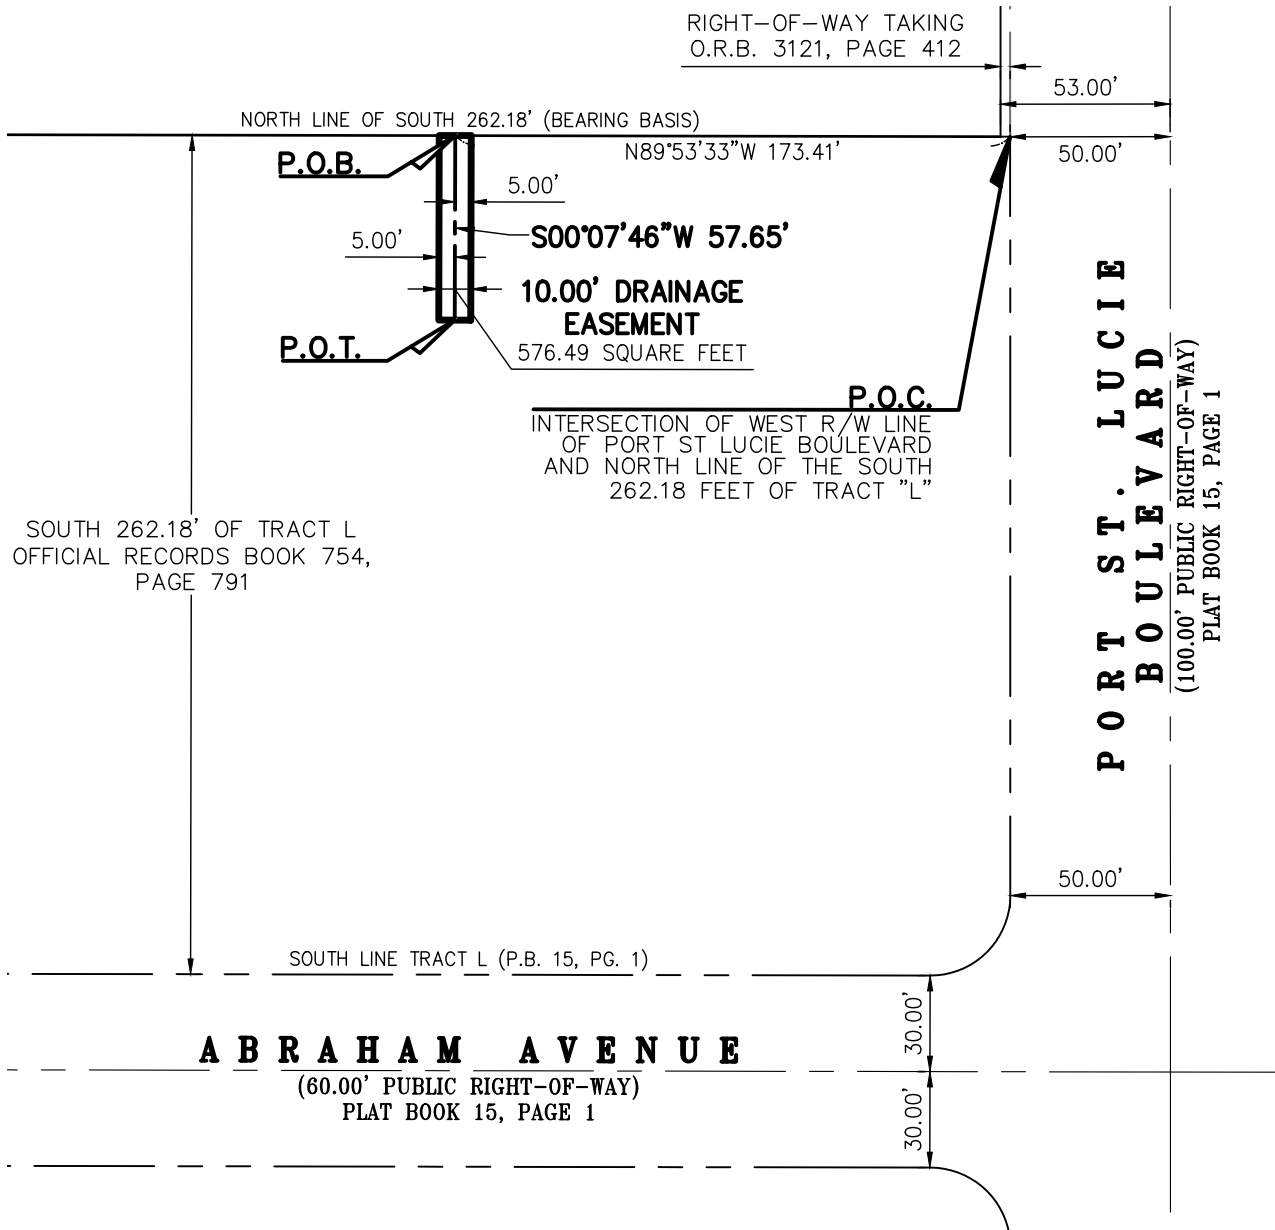 RIGHT-OF-WAY TAKING
O.R.B. 3121, PAGE 412
53.00'
NORTH LINE OF SOUTH 262.18' (BEARING BASIS)
N89°53'33"W 173.41'
50.00'
P.O.B.
5.00'
S00°07'46"W 57.65'
5.00'
10.00' DRAINAGE
EASEMENT
576.49 SQUARE FEET
P.O.T.
P.O.C.
INTERSECTION OF WEST R/W LINE
OF PORT ST LUCIE BOULEVARD
AND NORTH LINE OF THE SOUTH
262.18 FEET OF TRACT "L"
PORT ST. LUCIE
BOULEVARD
(100.00' PUBLIC RIGHT-OF-WAY)
PLAT BOOK 15, PAGE 1
SOUTH 262.18' OF TRACT L
OFFICIAL RECORDS BOOK 754,
PAGE 791
50.00'
SOUTH LINE TRACT L (P.B. 15, PG. 1)
30.00'
ABRAHAM AVENUE
(60.00' PUBLIC RIGHT-OF-WAY)
PLAT BOOK 15, PAGE 1
30.00'